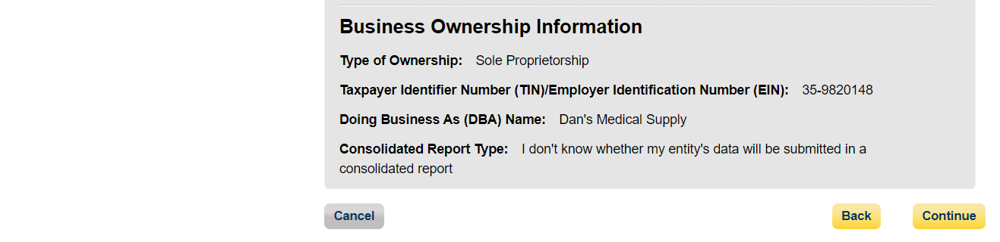 Business Ownership Information
Type of Ownership: Sole Proprietorship
Taxpayer Identifier Number (TIN)/Employer Identification Number (EIN): 35-9820148
Doing Business As (DBA) Name: Dan's Medical Supply
Consolidated Report Type: I don't know whether my entity's data will be submitted in a
consolidated report
Cancel Back Continue